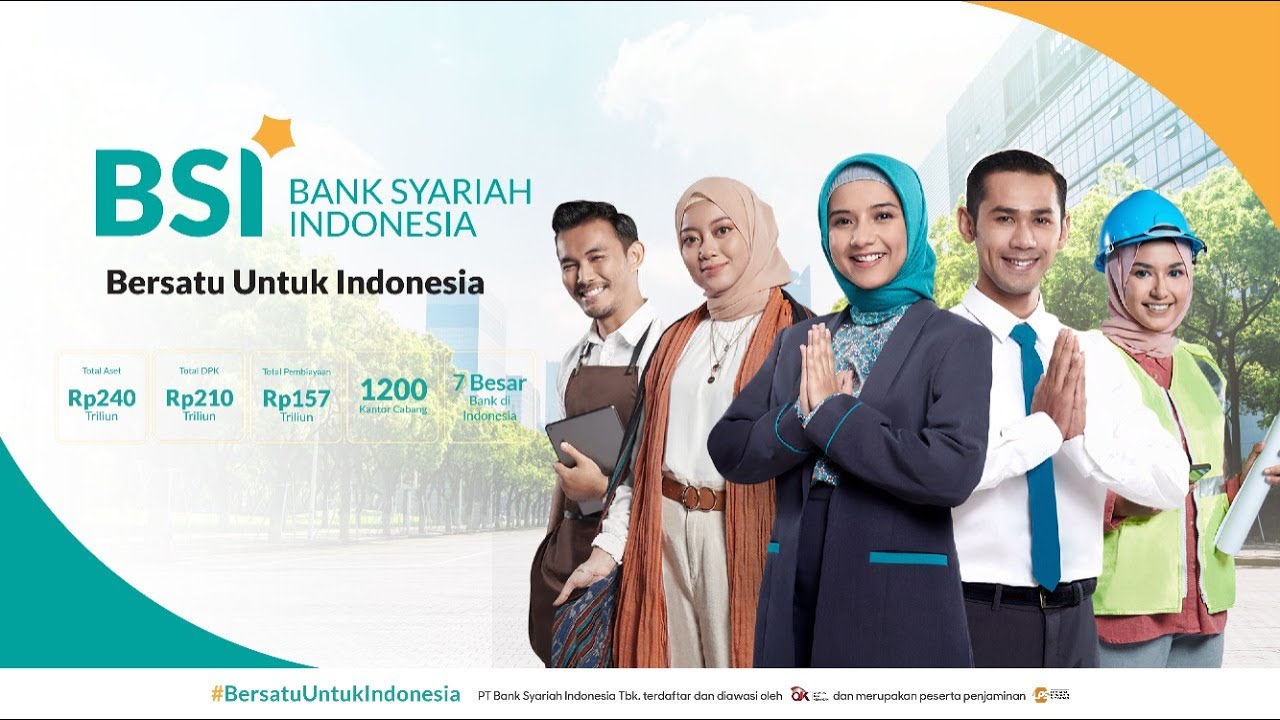 BSI
BANK SYARIAH
INDONESIA
Bersatu Untuk Indonesia
Total Aset
Rp240
Triliun
Total DPK
Rp210
Triliun
Total Pembiayaan
Rp157
Triliun
1200
Kantor Cabang
7 Besar
Bank di
Indonesia
#BersatuUntukIndonesia
PT Bank Syariah Indonesia Tbk. terdaftar dan diawasi oleh OJK dan merupakan peserta penjaminan LPS